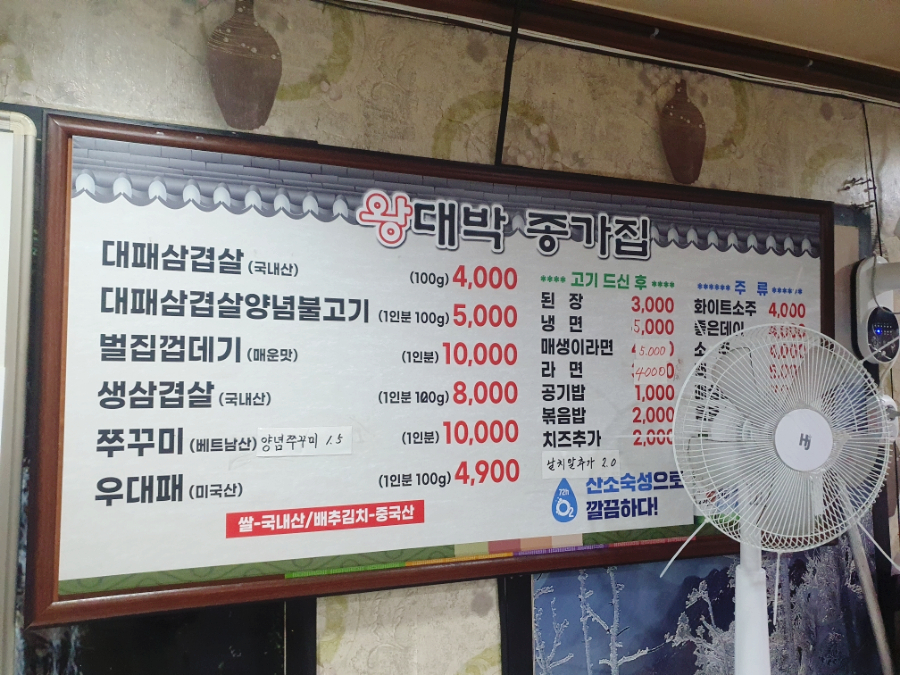 왕대박 종가집
대패삼겹살 (국내산) (100g) 4,000
대패삼겹살양념불고기 (1인분 100g) 5,000
벌집껍데기 (매운맛) (1인분) 10,000
생삼겹살 (국내산) (1인분 120g) 8,000
쭈꾸미 (베트남산) 양념쭈꾸미 1.5 (1인분) 10,000
우대패 (미국산) (1인분 100g) 4,900
쌀-국내산/배추김치-중국산
**** 고기 드신 후 ****
된 장 3,000
냉 면 5,000
매생이라면 5.000
라 면 4000
공기밥 1,000
볶음밥 2,000
치즈추가 2,000
날치알추가 2.0
72h O2
산소숙성으로
깔끔하다!
****** 주 류 ******
화이트소주 4,000
좋은데이
HJ